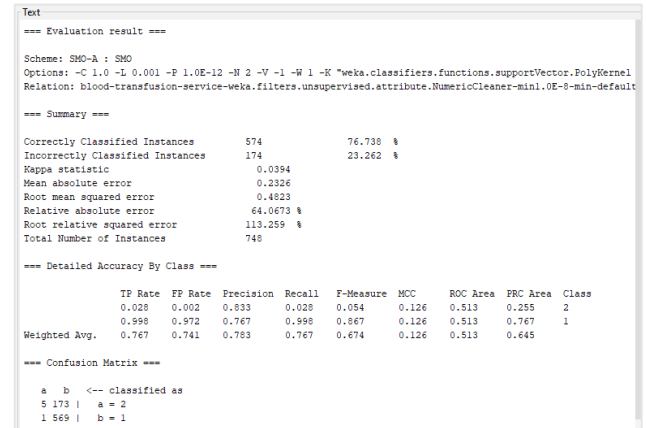 Text
=== Evaluation result ===
Scheme: SMO-A : SMO
Options: -C 1.0 -L 0.001 -P 1.0E-12 -N 2 -V -1 -W 1 -K "weka.classifiers.functions.supportVector.PolyKernel
Relation: blood-transfusion-service-weka.filters.unsupervised.attribute.NumericCleaner-min1.0E-8-min-default
=== Summary ===
Correctly Classified Instances 574 76.738 %
Incorrectly Classified Instances 174 23.262 %
Kappa statistic 0.0394
Mean absolute error 0.2326
Root mean squared error 0.4823
Relative absolute error 64.0673 %
Root relative squared error 113.259 %
Total Number of Instances 748
=== Detailed Accuracy By Class ===
TP Rate FP Rate Precision Recall F-Measure MCC ROC Area PRC Area Class
0.028 0.002 0.833 0.028 0.054 0.126 0.513 0.255 2
0.998 0.972 0.767 0.998 0.867 0.126 0.513 0.767 1
Weighted Avg. 0.767 0.741 0.783 0.767 0.674 0.126 0.513 0.645
=== Confusion Matrix ===
a b <-- classified as
5 173 | a = 2
1 569 | b = 1